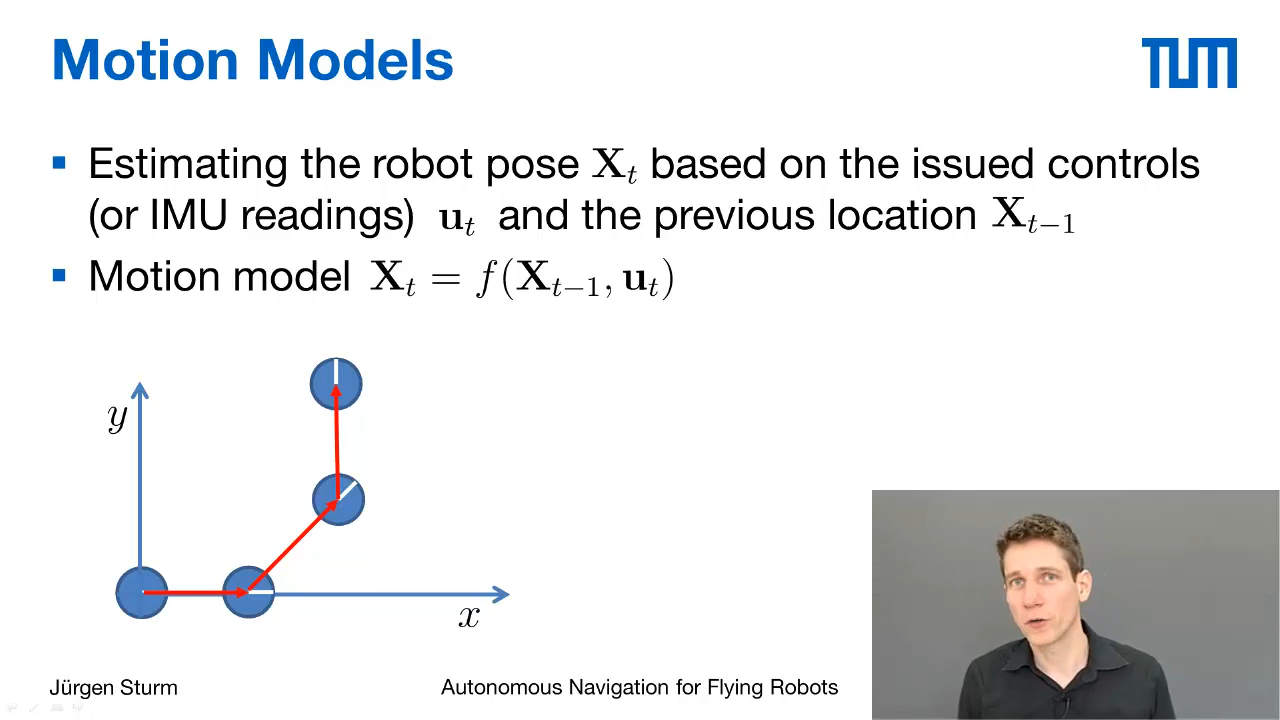 Motion Models
TUM
Estimating the robot pose X_t based on the issued controls
(or IMU readings) u_t and the previous location X_{t−1}
Motion model X_t = f(X_{t−1}, u_t)
y
x
Jürgen Sturm
Autonomous Navigation for Flying Robots